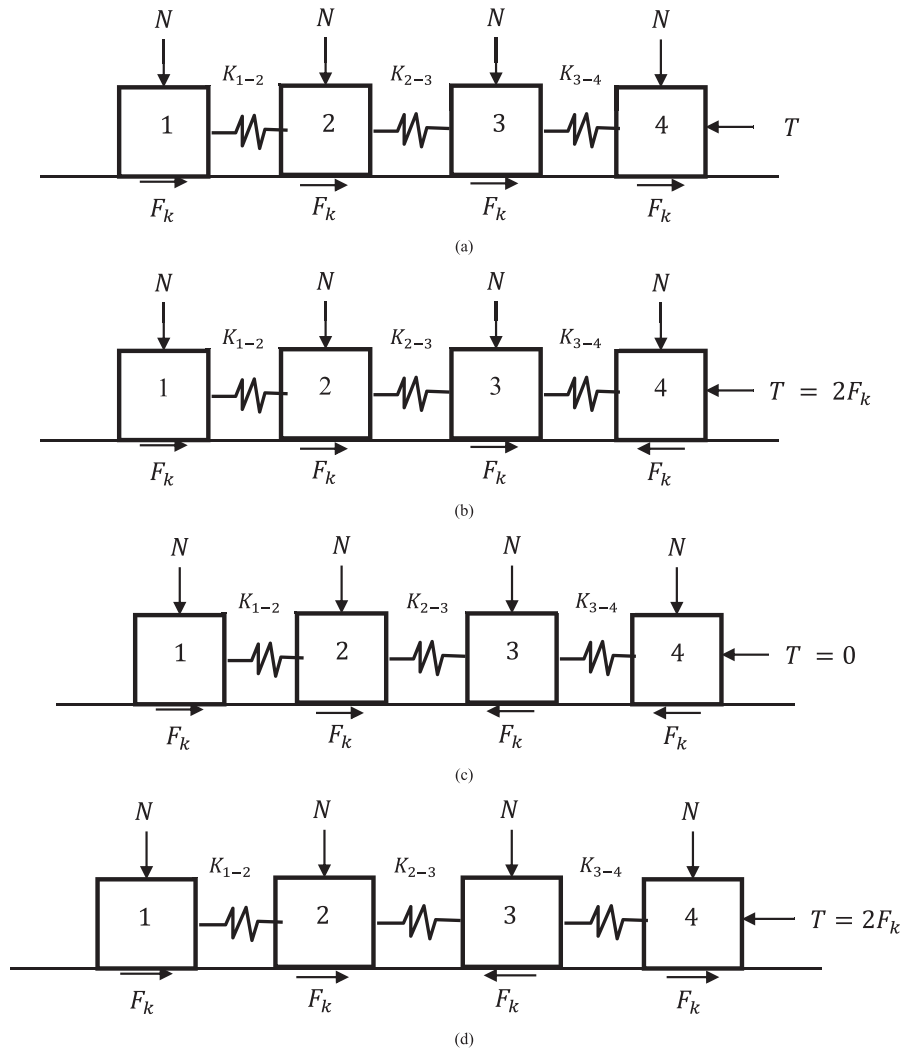 N N N N
K1−2 K2−3 K3−4
1 2 3 4 T
Fk Fk Fk Fk
(a)
N N N N
K1−2 K2−3 K3−4
1 2 3 4 T = 2Fk
Fk Fk Fk Fk
(b)
N N N N
K1−2 K2−3 K3−4
1 2 3 4 T = 0
Fk Fk Fk Fk
(c)
N N N N
K1−2 K2−3 K3−4
1 2 3 4 T = 2Fk
Fk Fk Fk Fk
(d)